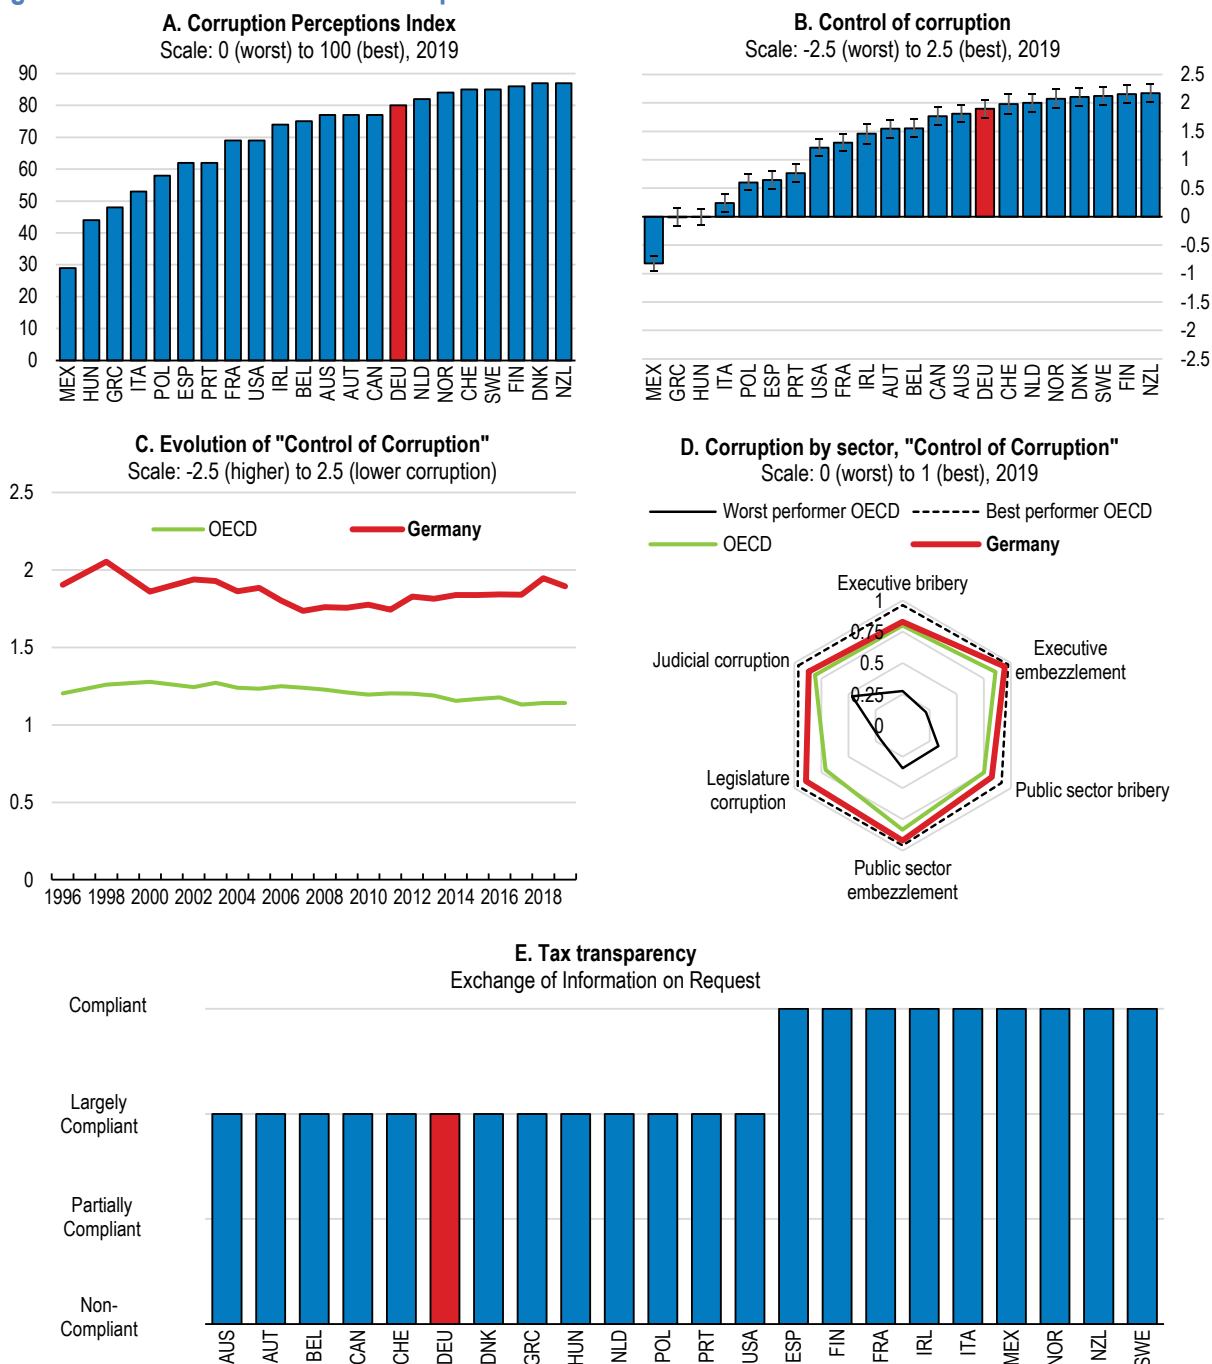 A. Corruption Perceptions Index
Scale: 0 (worst) to 100 (best), 2019
90
80
70
60
50
40
30
20
10
0
MEX HUN GRC ITA POL ESP PRT FRA USA IRL BEL AUS AUT CAN DEU NLD NOR CHE SWE FIN DNK NZL
B. Control of corruption
Scale: -2.5 (worst) to 2.5 (best), 2019
2.5
2
1.5
1
0.5
0
-0.5
-1
-1.5
-2
-2.5
MEX GRC HUN ITA POL ESP PRT USA FRA IRL AUT BEL CAN AUS DEU CHE NLD NOR DNK SWE FIN NZL
C. Evolution of "Control of Corruption"
Scale: -2.5 (higher) to 2.5 (lower corruption)
2.5
OECD Germany
2
1.5
1
0.5
0
1996 1998 2000 2002 2004 2006 2008 2010 2012 2014 2016 2018
D. Corruption by sector, "Control of Corruption"
Scale: 0 (worst) to 1 (best), 2019
Worst performer OECD Best performer OECD
OECD Germany
Executive bribery
1
0.75
0.5
0.25
0
Executive
embezzlement
Public sector bribery
Public sector
embezzlement
Legislature
corruption
Judicial corruption
E. Tax transparency
Exchange of Information on Request
Compliant
Largely
Compliant
Partially
Compliant
Non-
Compliant
AUS AUT BEL CAN CHE DEU DNK GRC HUN NLD POL PRT USA ESP FIN FRA IRL ITA MEX NOR NZL SWE